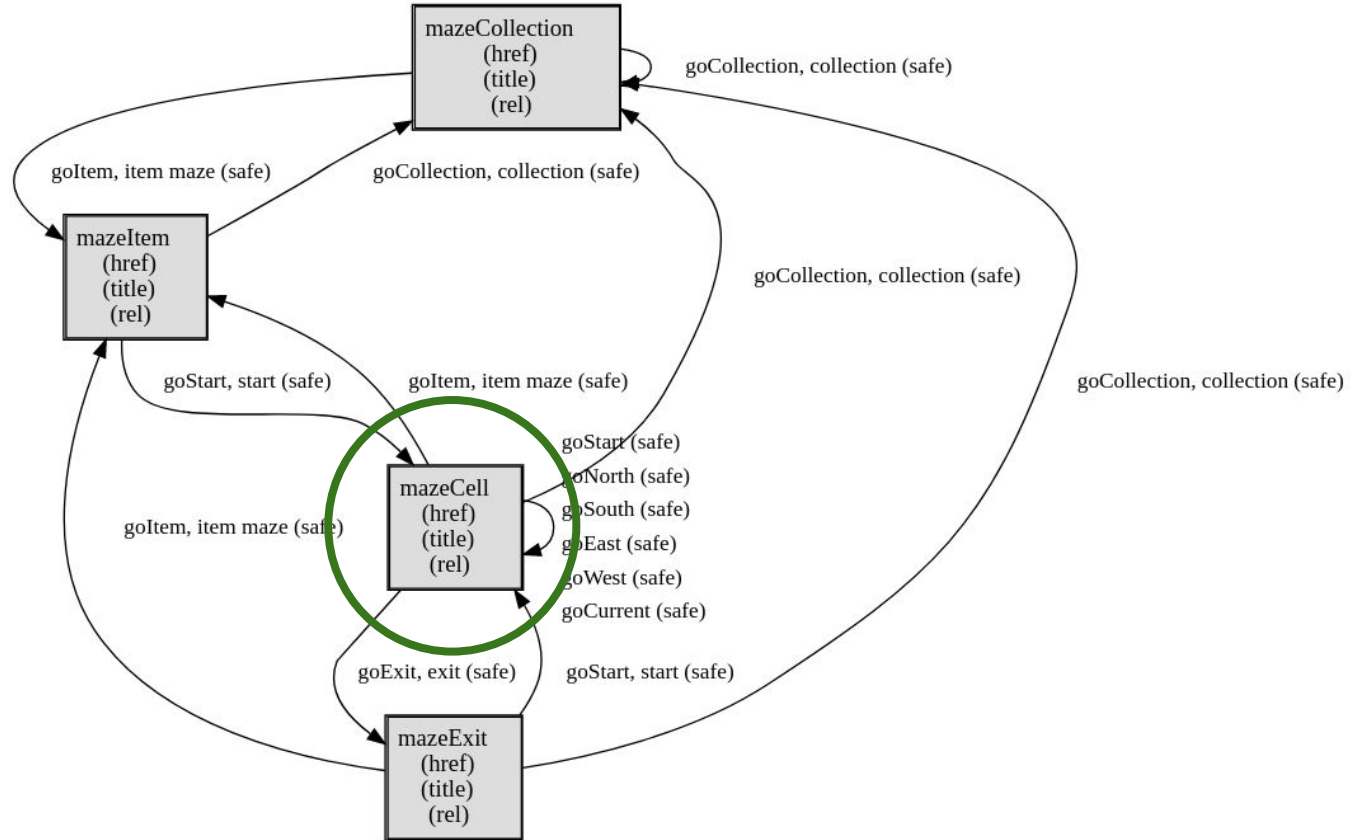 mazeCollection
(href)
(title)
(rel)
goCollection, collection (safe)
goItem, item maze (safe)
goCollection, collection (safe)
mazeItem
(href)
(title)
(rel)
goCollection, collection (safe)
goStart, start (safe)
goItem, item maze (safe)
goCollection, collection (safe)
goStart (safe)
goNorth (safe)
goSouth (safe)
goEast (safe)
goWest (safe)
goCurrent (safe)
mazeCell
(href)
(title)
(rel)
goItem, item maze (safe)
goExit, exit (safe)
goStart, start (safe)
mazeExit
(href)
(title)
(rel)